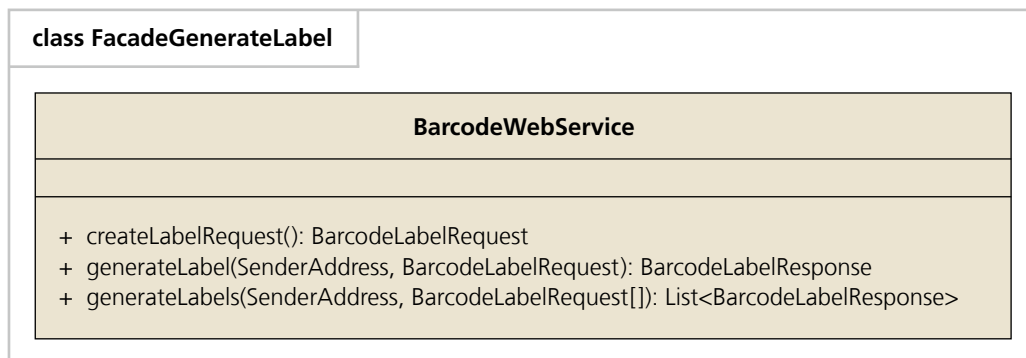 class FacadeGenerateLabel
BarcodeWebService
+ createLabelRequest(): BarcodeLabelRequest
+ generateLabel(SenderAddress, BarcodeLabelRequest): BarcodeLabelResponse
+ generateLabels(SenderAddress, BarcodeLabelRequest[]): List<BarcodeLabelResponse>